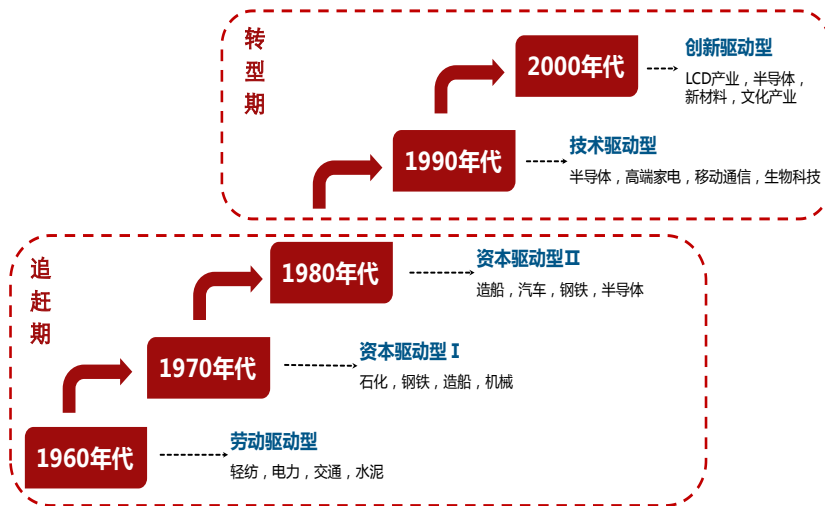 转型期
2000年代
创新驱动型
LCD产业，半导体，
新材料，文化产业
1990年代
技术驱动型
半导体，高端家电，移动通信，生物科技
追赶期
1980年代
资本驱动型Ⅱ
造船，汽车，钢铁，半导体
1970年代
资本驱动型Ⅰ
石化，钢铁，造船，机械
1960年代
劳动驱动型
轻纺，电力，交通，水泥